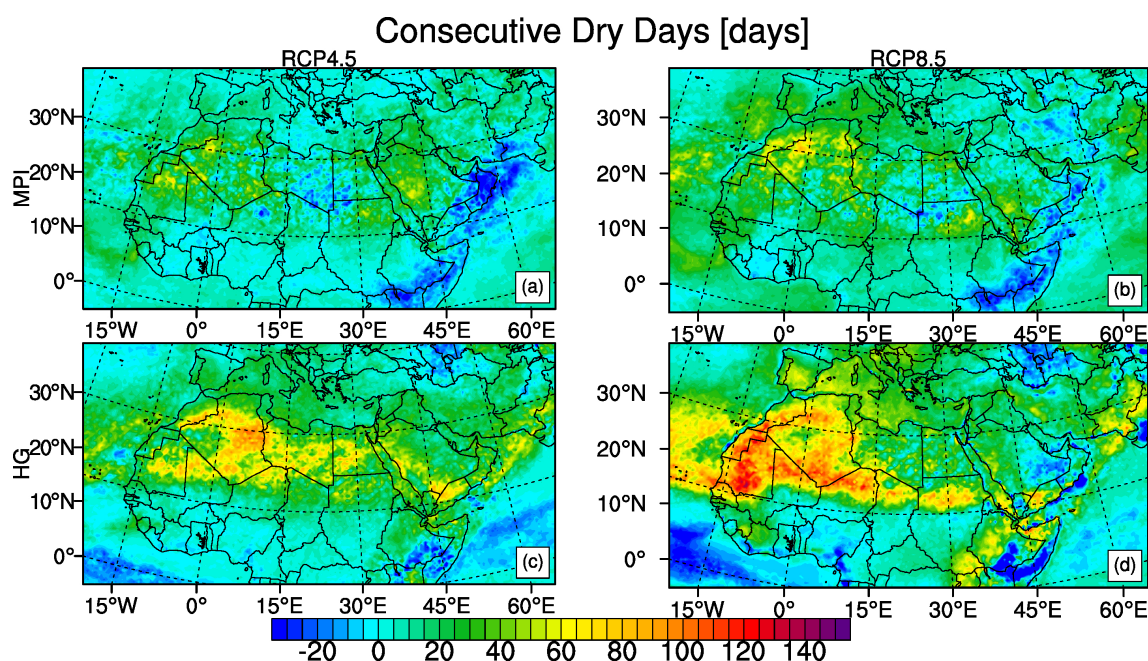 Consecutive Dry Days [days]
RCP4.5 RCP8.5
MPI
30°N 30°N
20°N 20°N
10°N 10°N
0° 0°
(a) (b)
15°W 0° 15°E 30°E 45°E 60°E 15°W 0° 15°E 30°E 45°E 60°E
HG
30°N 30°N
20°N 20°N
10°N 10°N
0° 0°
(c) (d)
15°W 0° 15°E 30°E 45°E 60°E 15°W 0° 15°E 30°E 45°E 60°E
-20 0 20 40 60 80 100 120 140